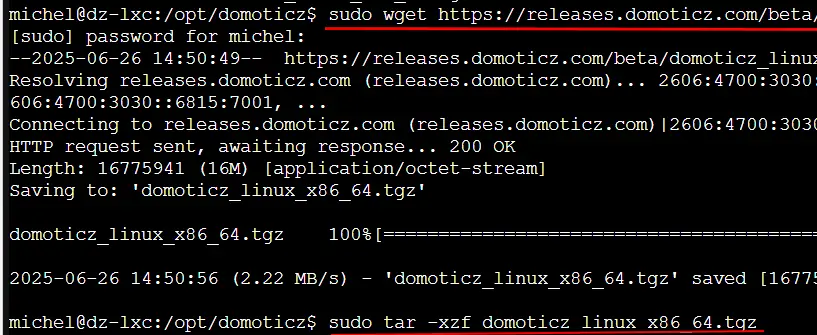 michel@dz-lxc:/opt/domoticz$ sudo wget https://releases.domoticz.com/beta/
[sudo] password for michel:
--2025-06-26 14:50:49--  https://releases.domoticz.com/beta/domoticz_linux
Resolving releases.domoticz.com (releases.domoticz.com)... 2606:4700:3030:
606:4700:3030::6815:7001, ...
Connecting to releases.domoticz.com (releases.domoticz.com)|2606:4700:3030
HTTP request sent, awaiting response... 200 OK
Length: 16775941 (16M) [application/octet-stream]
Saving to: 'domoticz_linux_x86_64.tgz'
domoticz_linux_x86_64.tgz    100%[=========================================
2025-06-26 14:50:56 (2.22 MB/s) - 'domoticz_linux_x86_64.tgz' saved [16775
michel@dz-lxc:/opt/domoticz$ sudo tar -xzf domoticz_linux_x86_64.tgz